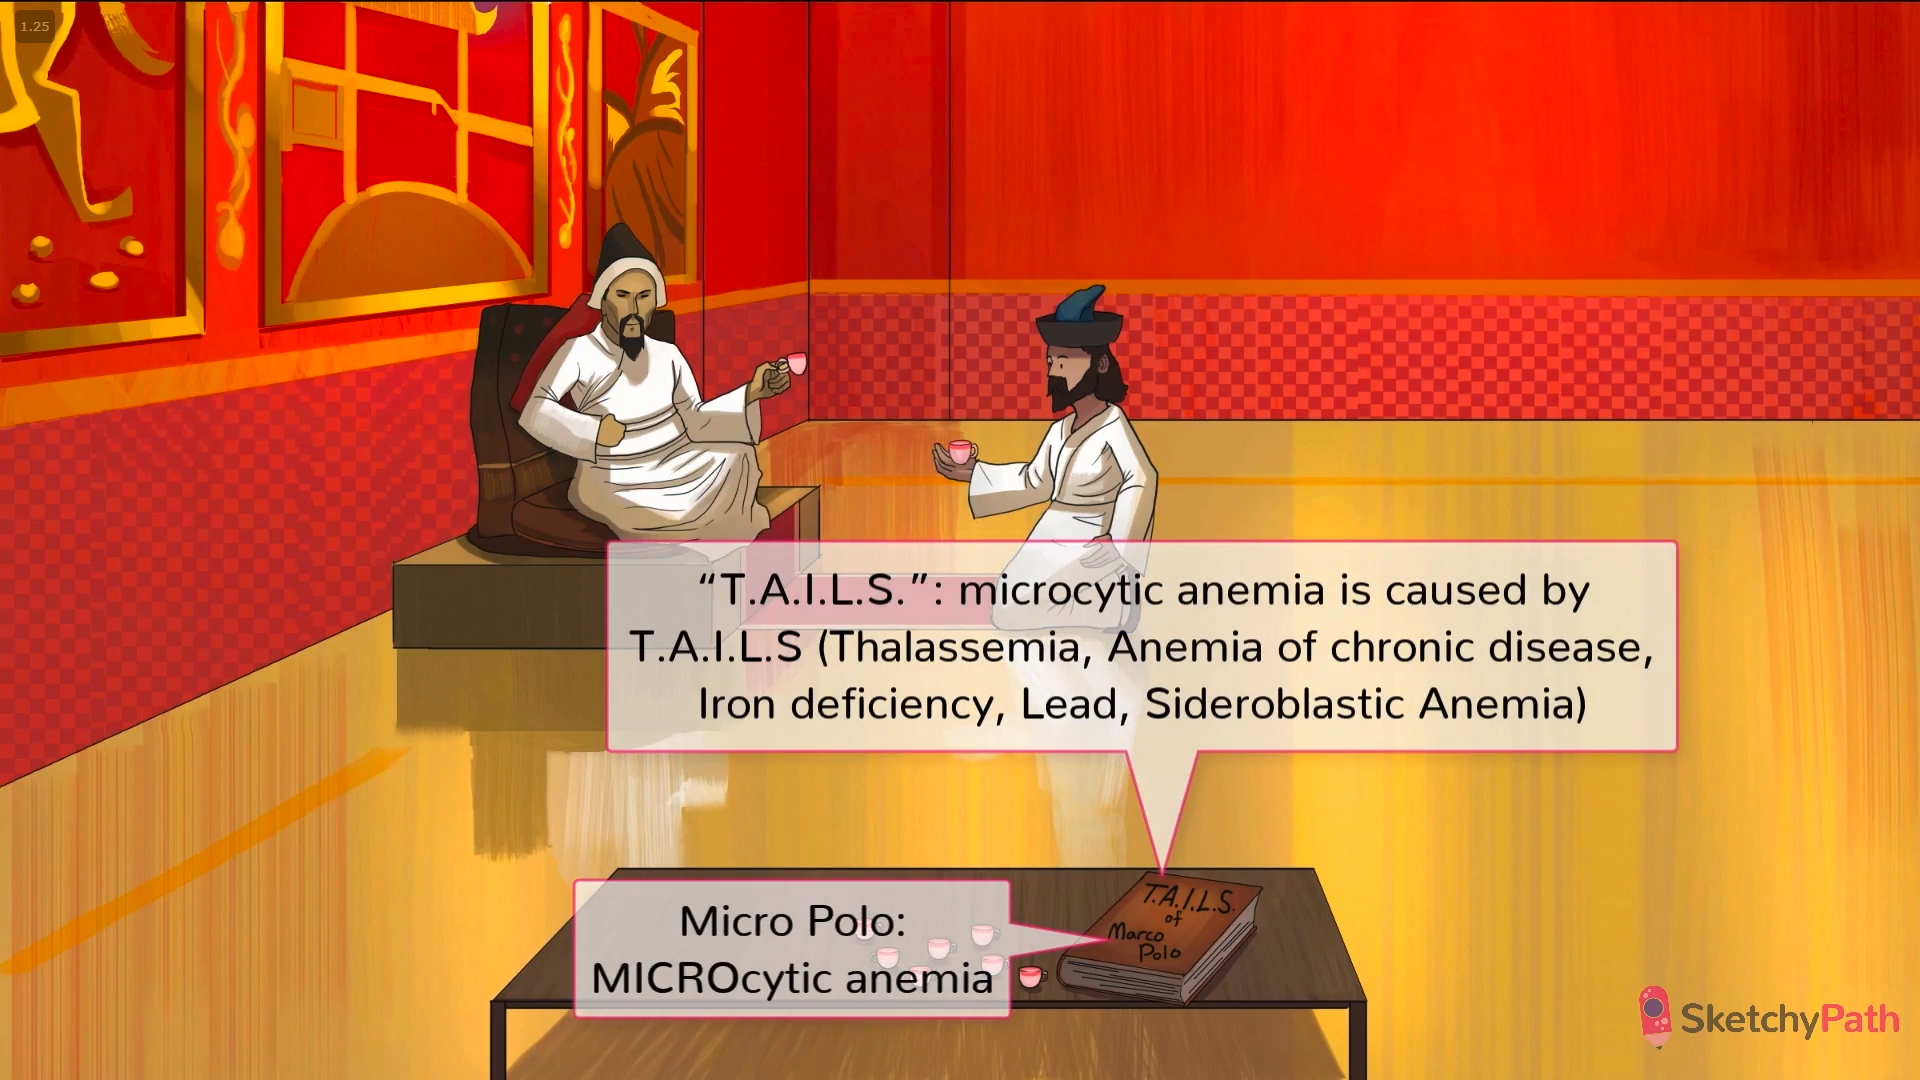 1.25
“T.A.I.L.S.”: microcytic anemia is caused by
T.A.I.L.S (Thalassemia, Anemia of chronic disease,
Iron deficiency, Lead, Sideroblastic Anemia)
Micro Polo:
MICROcytic anemia
T.A.I.L.S.
of
Marco
Polo
SketchyPath